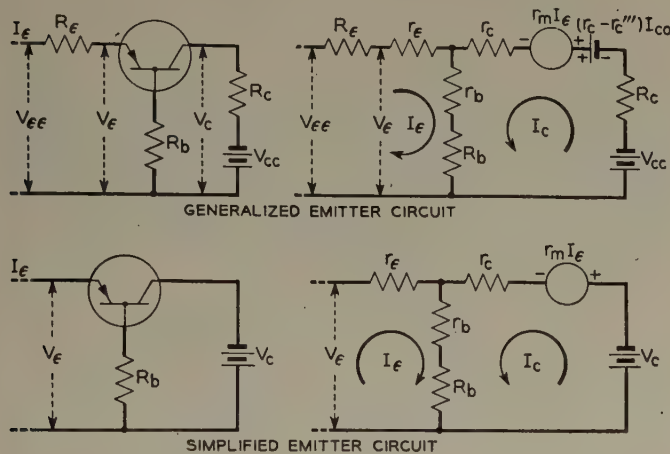 Iε
Rε
Vεε
Vε
Vc
Rc
Rb
Vcc
Rε
rε
rc
rmIε
(rc-rc''')Ico
- + + -
Vεε
Vε
Iε
rb
Rb
Ic
Rc
Vcc
GENERALIZED EMITTER CIRCUIT
Iε
Vε
Rb
Vc
rε
rc
rmIε
- +
Vε
Iε
rb
Rb
Ic
Vc
SIMPLIFIED EMITTER CIRCUIT